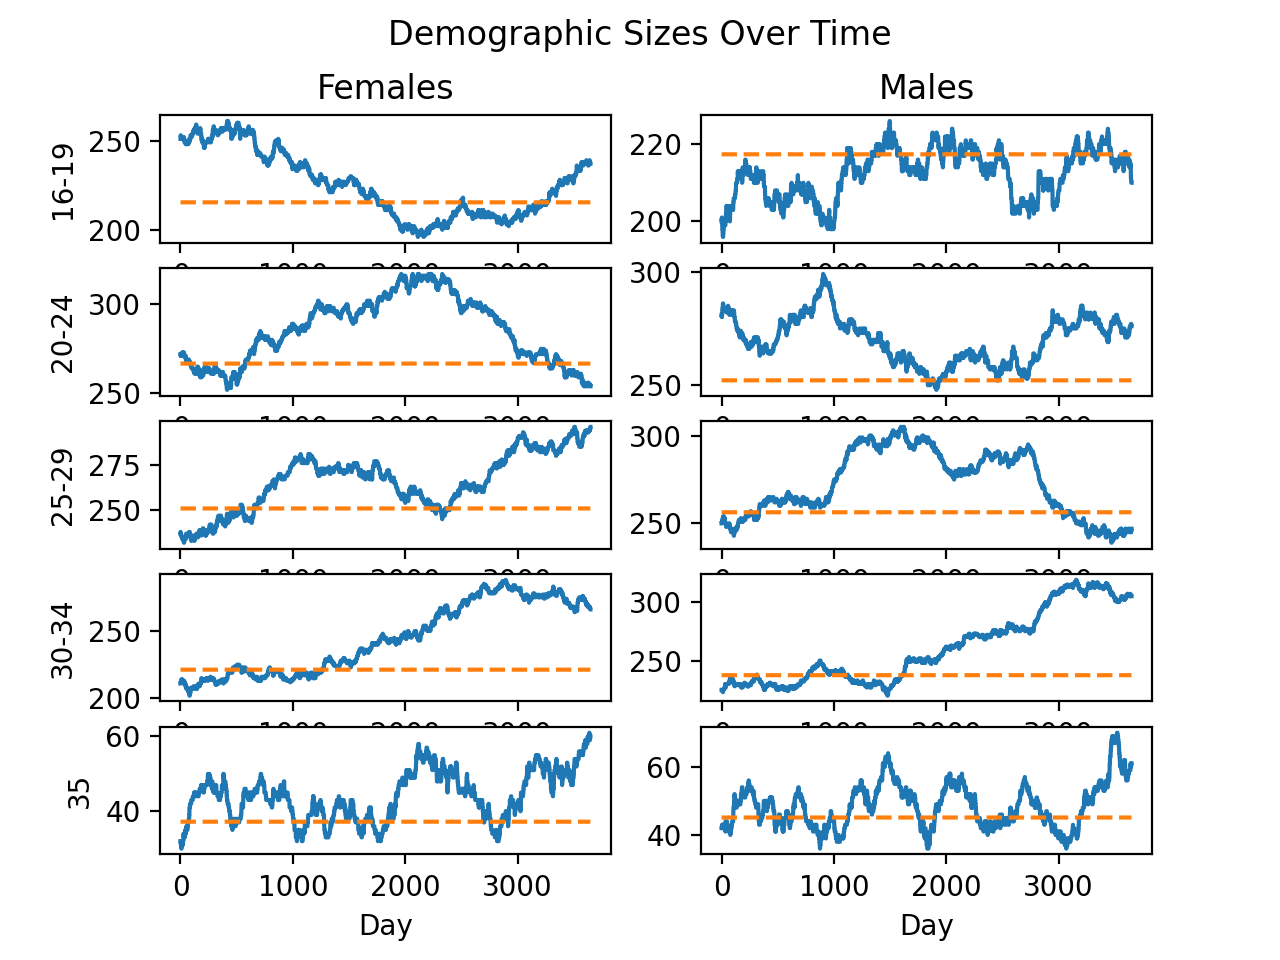 Demographic Sizes Over Time
Females Males
16-19 250 200 220 200
20-24 300 250 300 250
25-29 275 250 300 250
30-34 250 200 300 250
35 60 40 60 40
0 1000 2000 3000 0 1000 2000 3000
Day Day